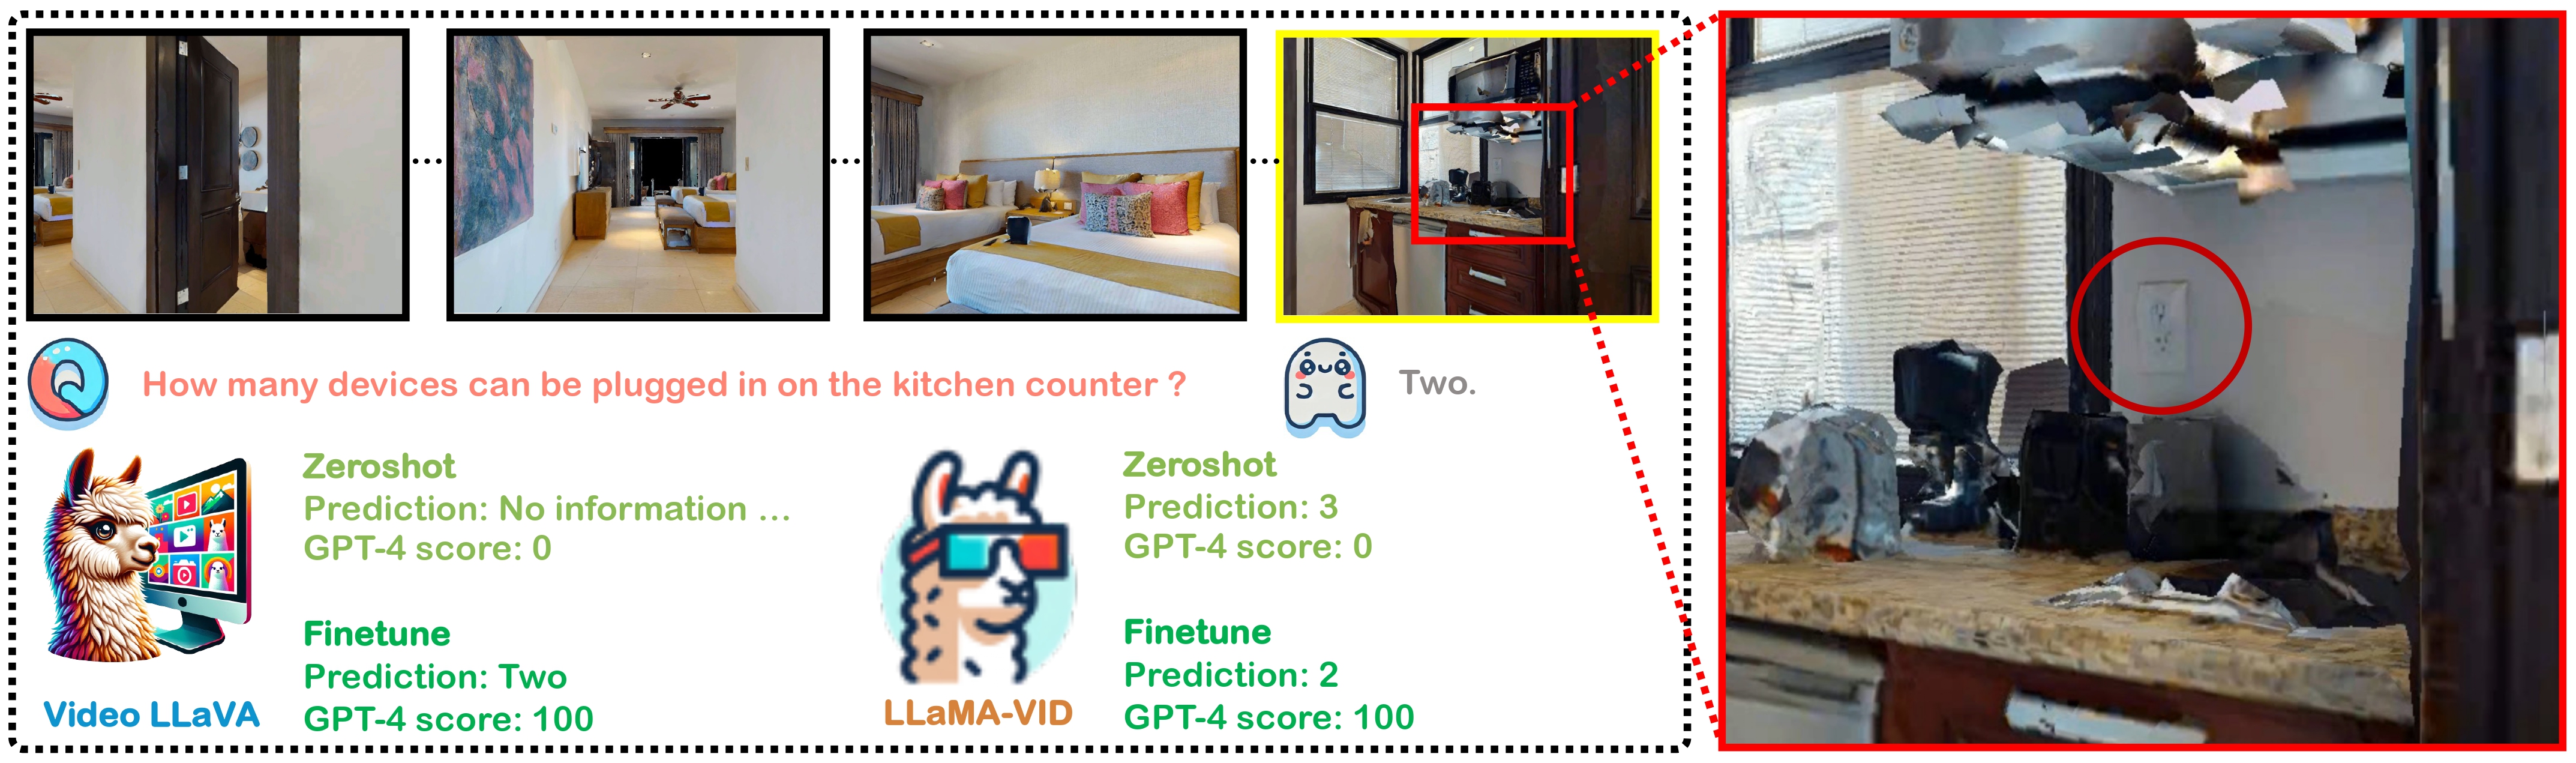 How many devices can be plugged in on the kitchen counter ?
Two.
Zeroshot
Prediction: No information ...
GPT-4 score: 0
Finetune
Prediction: Two
GPT-4 score: 100
Video LLaVA
Zeroshot
Prediction: 3
GPT-4 score: 0
Finetune
Prediction: 2
GPT-4 score: 100
LLaMA-VID